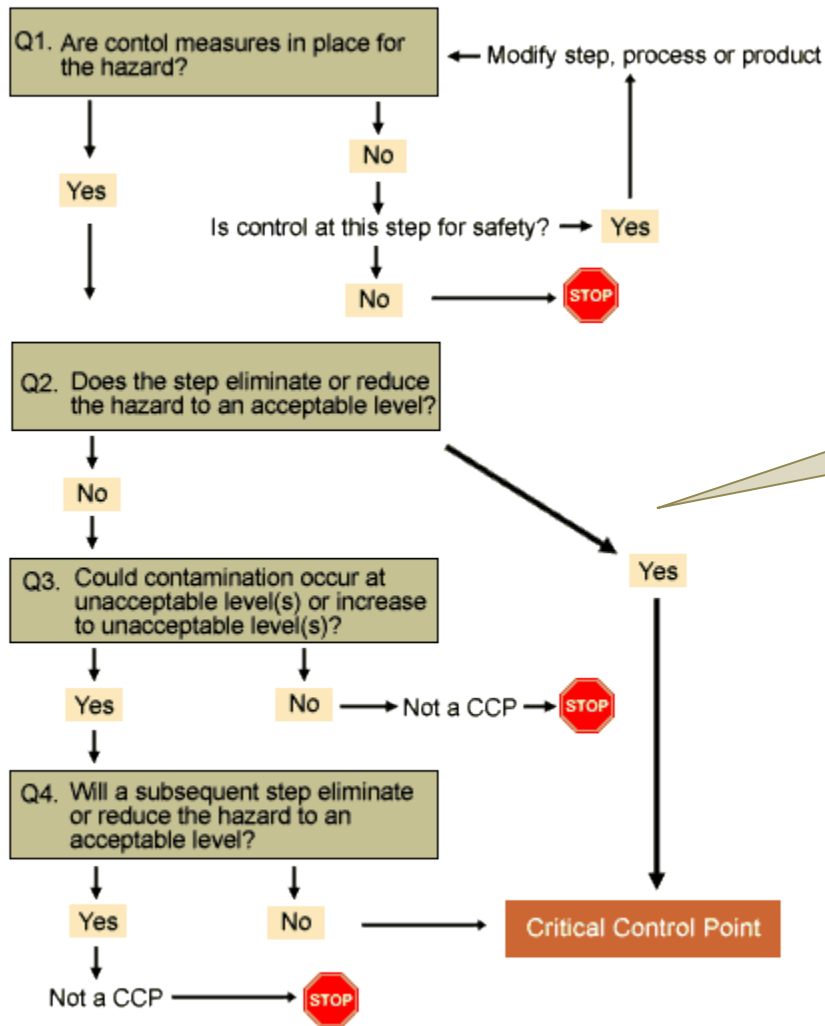 Q1. Are contol measures in place for
the hazard?
Modify step, process or product
No
Yes
Is control at this step for safety?
Yes
No
STOP
Q2. Does the step eliminate or reduce
the hazard to an acceptable level?
No
Yes
Q3. Could contamination occur at
unacceptable level(s) or increase
to unacceptable level(s)?
Yes
No
Not a CCP
STOP
Q4. Will a subsequent step eliminate
or reduce the hazard to an
acceptable level?
Yes
No
Critical Control Point
Not a CCP
STOP